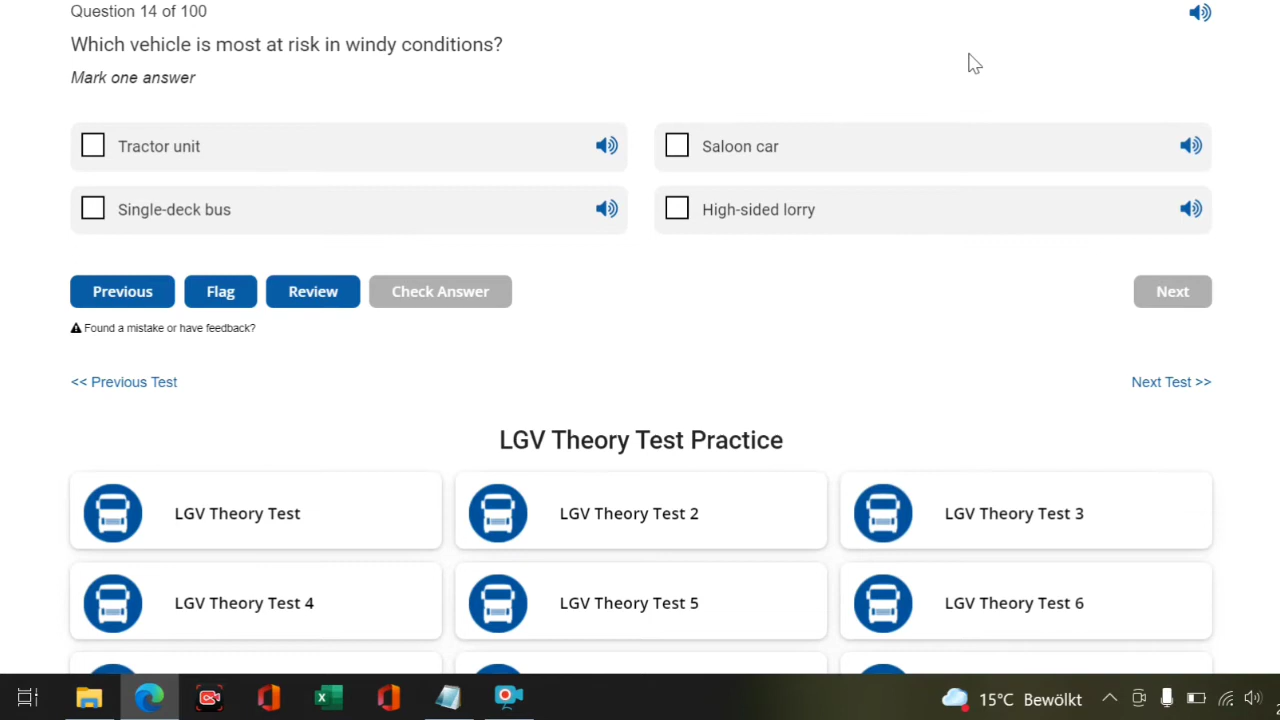 Question 14 of 100
Which vehicle is most at risk in windy conditions?
Mark one answer
Tractor unit
Saloon car
Single-deck bus
High-sided lorry
Previous
Flag
Review
Check Answer
Next
Found a mistake or have feedback?
<< Previous Test
Next Test >>
LGV Theory Test Practice
LGV Theory Test
LGV Theory Test 2
LGV Theory Test 3
LGV Theory Test 4
LGV Theory Test 5
LGV Theory Test 6
15°C Bewölkt